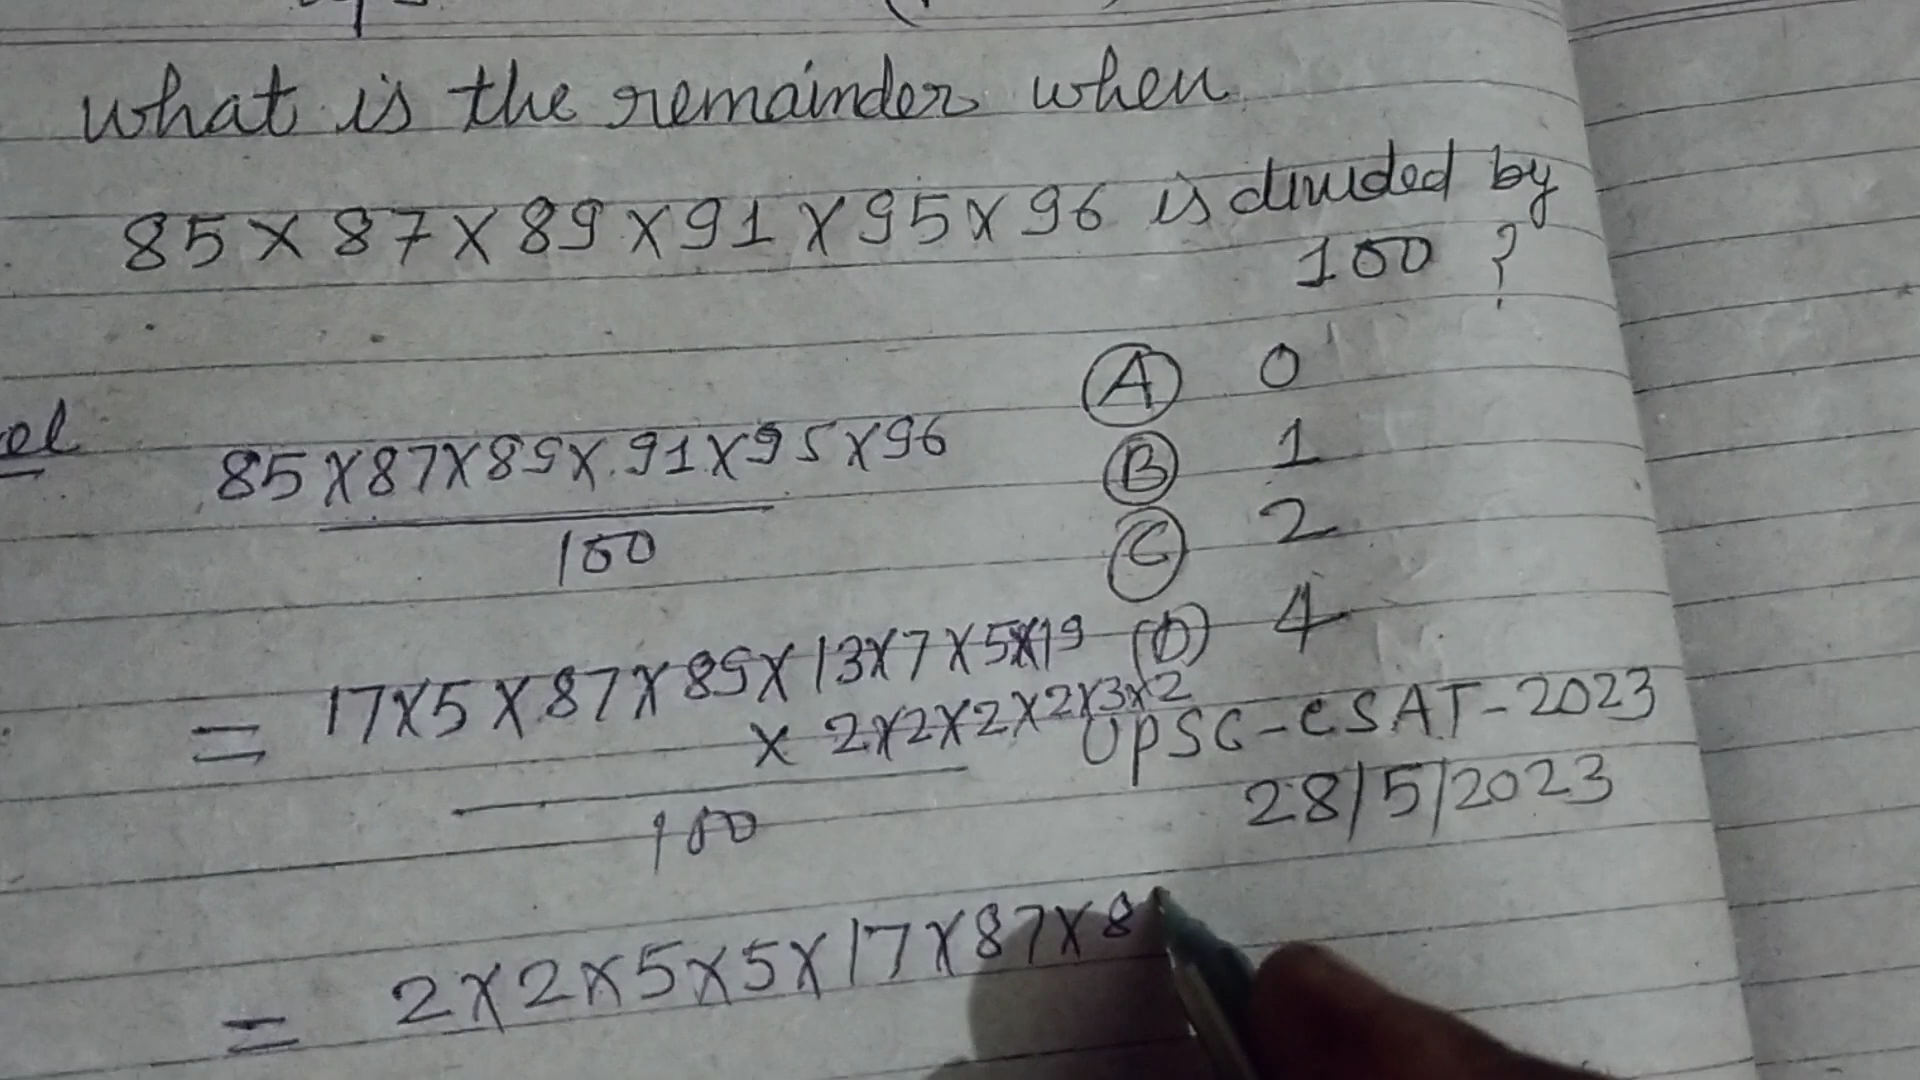 what is the remainder when
85 X 87 X 89 X 91 X 95 X 96 is divided by
100 ?
(A) 0
85 X 87 X 89 X 91 X 95 X 96
(B) 1
100
(C) 2
(D) 4
= 17 X 5 X 87 X 89 X 13 X 7 X 5 X 19
X 2 X 2 X 2 X 2 X 3 X 2
100
UPSC-CSAT-2023
28/5/2023
= 2 X 2 X 5 X 5 X 17 X 87 X 8